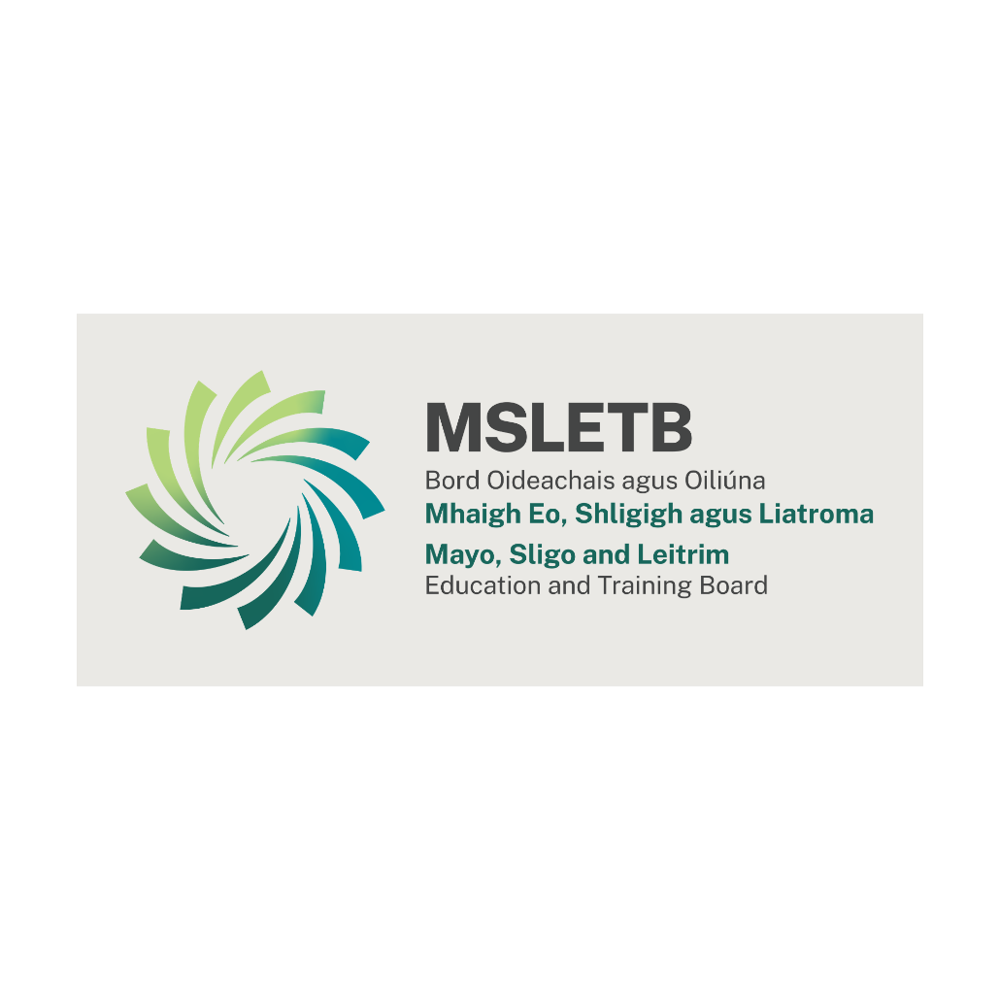 MSLETB
Bord Oideachais agus Oiliúna
Mhaigh Eo, Shligigh agus Liatroma
Mayo, Sligo and Leitrim
Education and Training Board